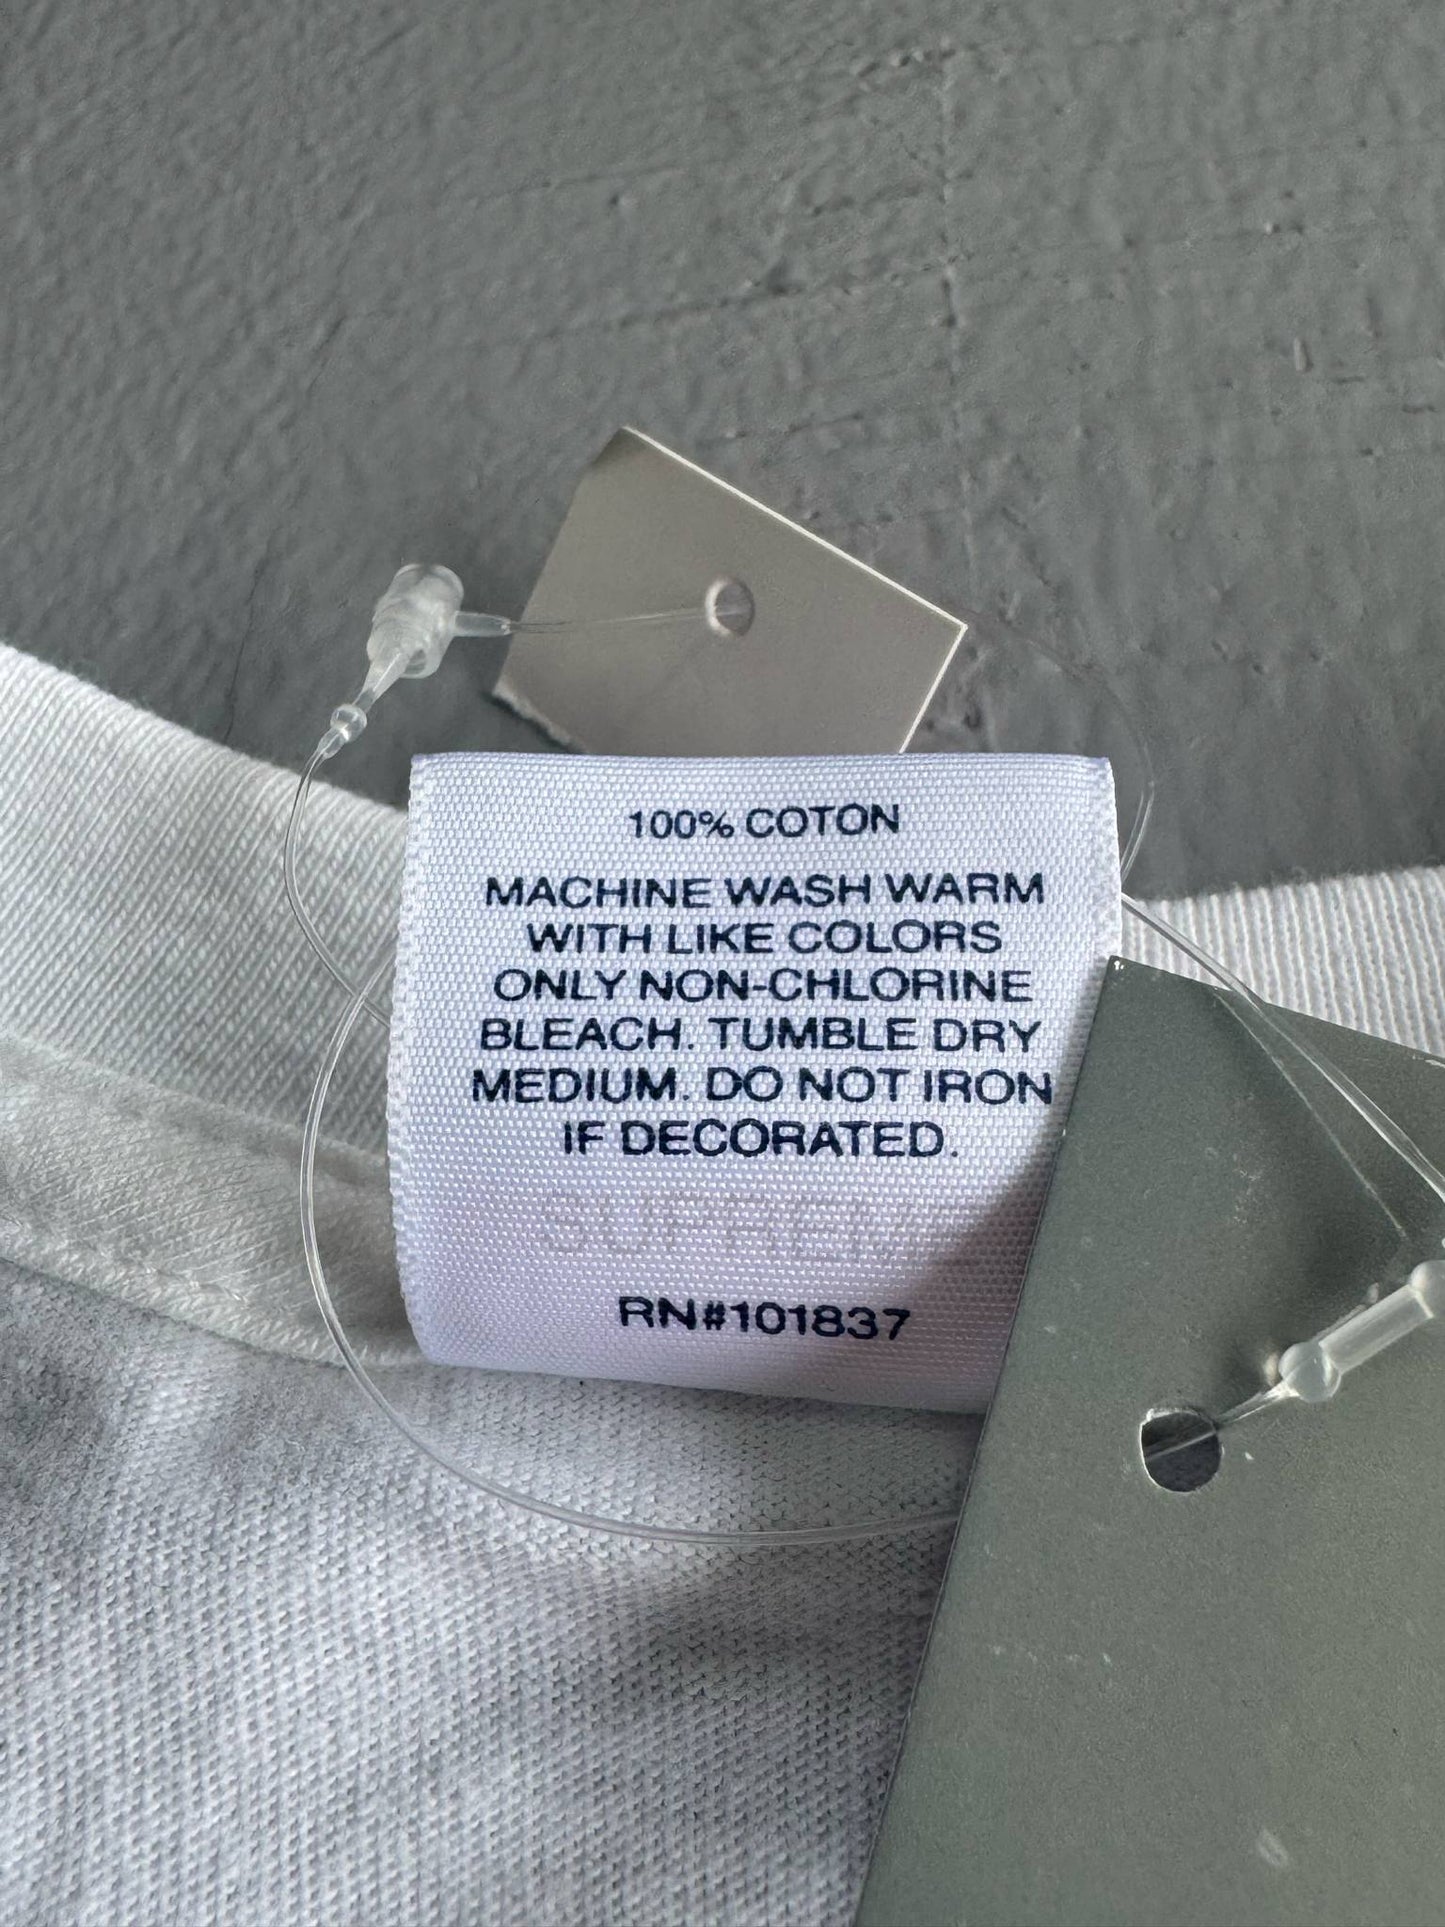 100% COTON
MACHINE WASH WARM
WITH LIKE COLORS
ONLY NON-CHLORINE
BLEACH. TUMBLE DRY
MEDIUM. DO NOT IRON
IF DECORATED.
RN#101837